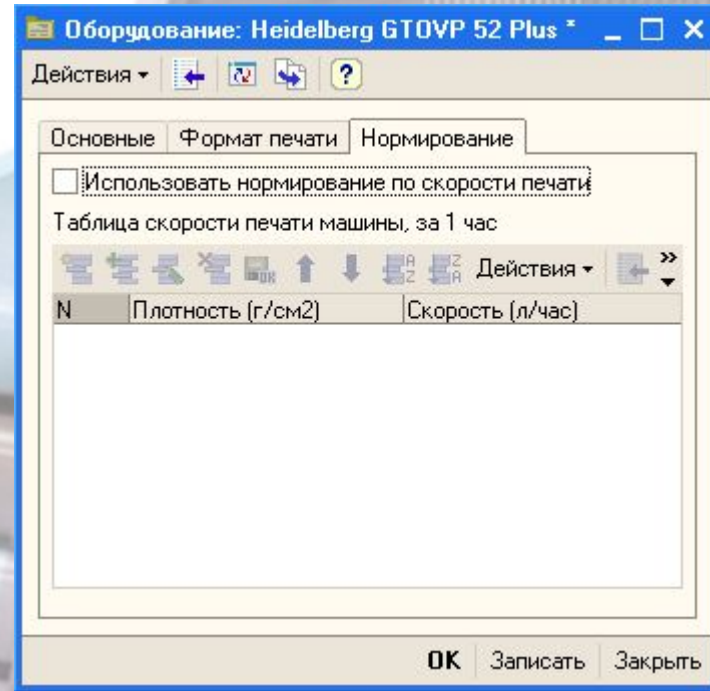 Оборудование: Heidelberg GTOVP 52 Plus *
Действия
Основные Формат печати Нормирование
Использовать нормирование по скорости печати
Таблица скорости печати машины, за 1 час
Действия
N Плотность (г/см2) Скорость (л/час)
OK Записать Закрыть